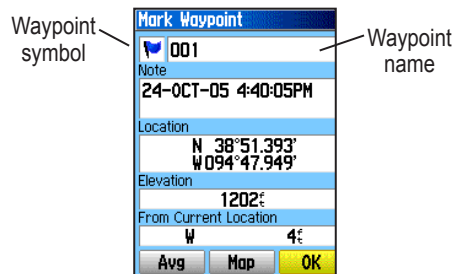 Mark Waypoint
Waypoint symbol
001
Waypoint name
Note
24-OCT-05 4:40:05PM
Location
N 38°51.393'
W094°47.949'
Elevation
1202ft
From Current Location
W 4ft
Avg Map OK